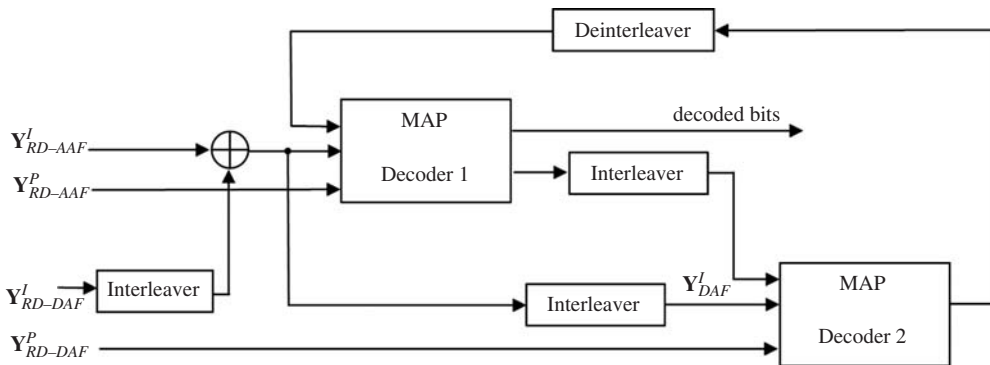 Deinterleaver
MAP
Decoder 1
decoded bits
Y^I_{RD–AAF}
Y^P_{RD–AAF}
Interleaver
Y^I_{RD–DAF}
Interleaver
Interleaver
Y^I_{DAF}
MAP
Decoder 2
Y^P_{RD–DAF}